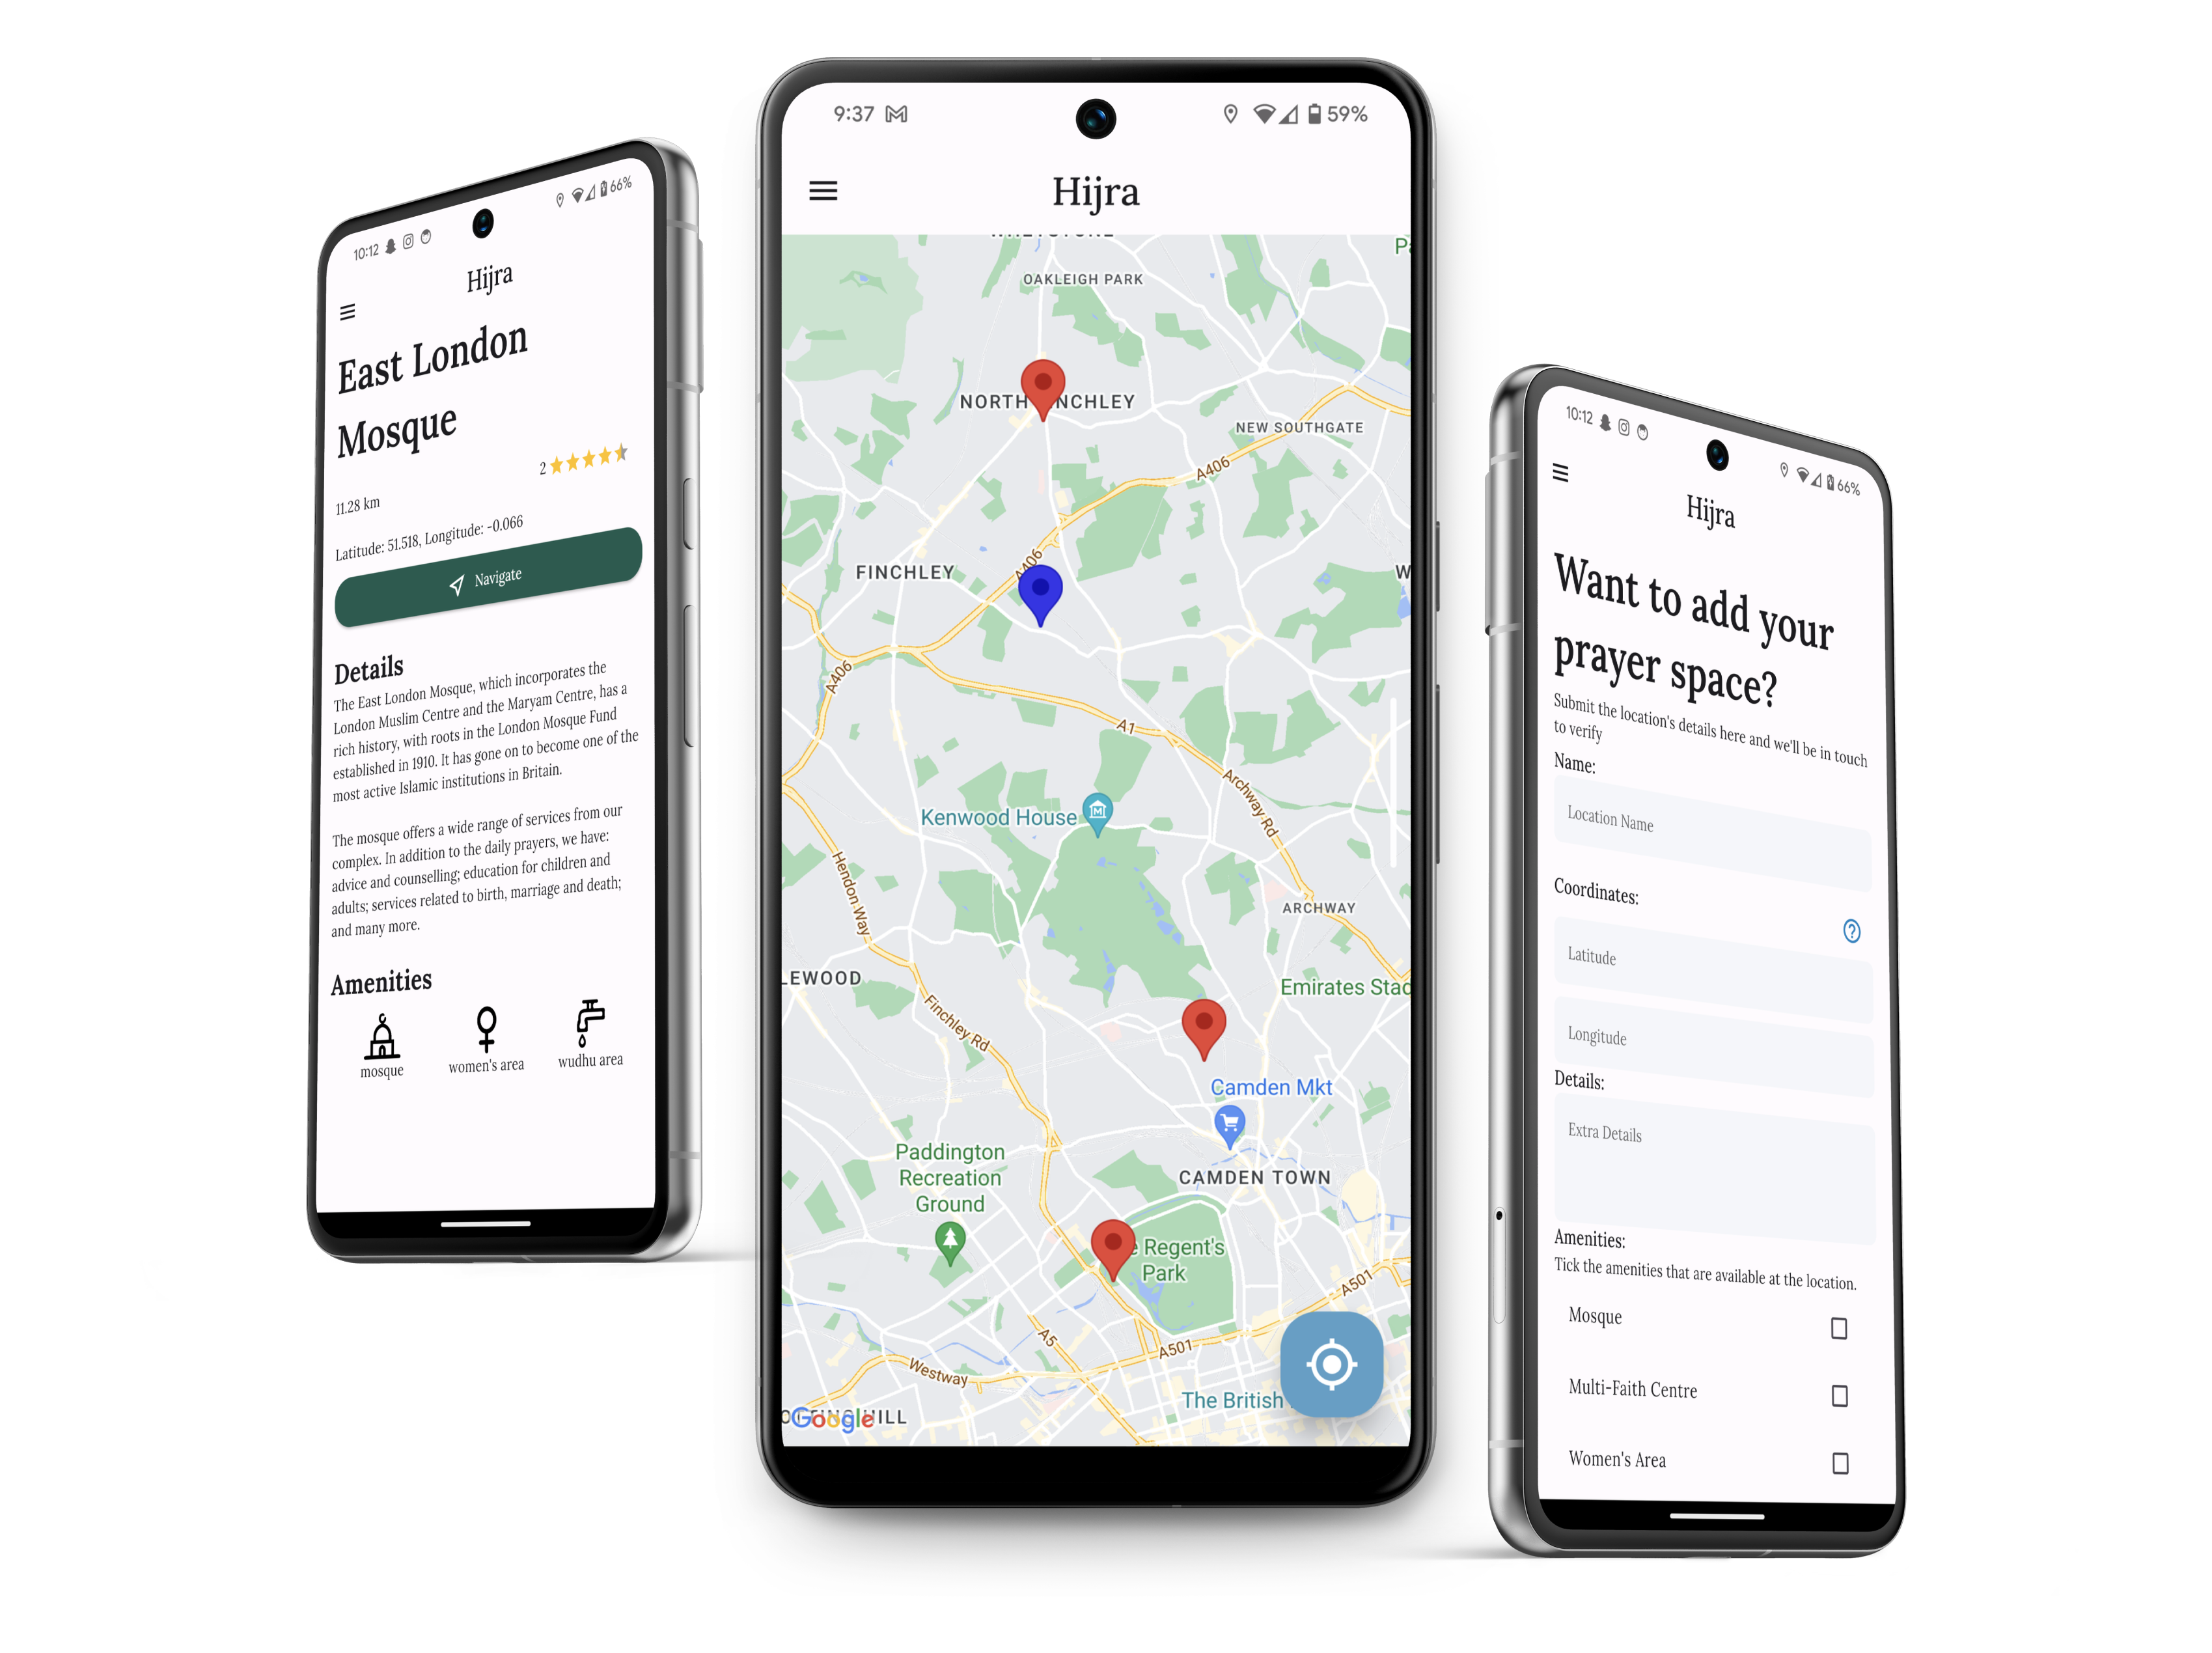 10:12
66%
Hijra
East London
Mosque
2
11.28 km
Latitude: 51.518, Longitude: -0.066
Navigate
Details
The East London Mosque, which incorporates the
London Muslim Centre and the Maryam Centre, has a
rich history, with roots in the London Mosque Fund
established in 1910. It has gone on to become one of the
most active Islamic institutions in Britain.
The mosque offers a wide range of services from our
complex. In addition to the daily prayers, we have:
advice and counselling; education for children and
adults; services related to birth, marriage and death;
and many more.
Amenities
mosque
women's area
wudhu area
9:37
59%
Hijra
OAKLEIGH PARK
NORTH
NCHLEY
NEW SOUTHGATE
A406
FINCHLEY
A406
W
A406
A1
Archway Rd
Kenwood House
Hendon Way
ARCHWAY
LEWOOD
Emirates Stad
Finchley Rd
Camden Mkt
Paddington
Recreation
Ground
CAMDEN TOWN
Regent's
Park
A501
A5
A501
Westway
The British
Google
HILL
10:12
66%
Hijra
Want to add your
prayer space?
Submit the location's details here and we'll be in touch
to verify
Name:
Location Name
Coordinates:
?
Latitude
Longitude
Details:
Extra Details
Amenities:
Tick the amenities that are available at the location.
Mosque
Multi-Faith Centre
Women's Area